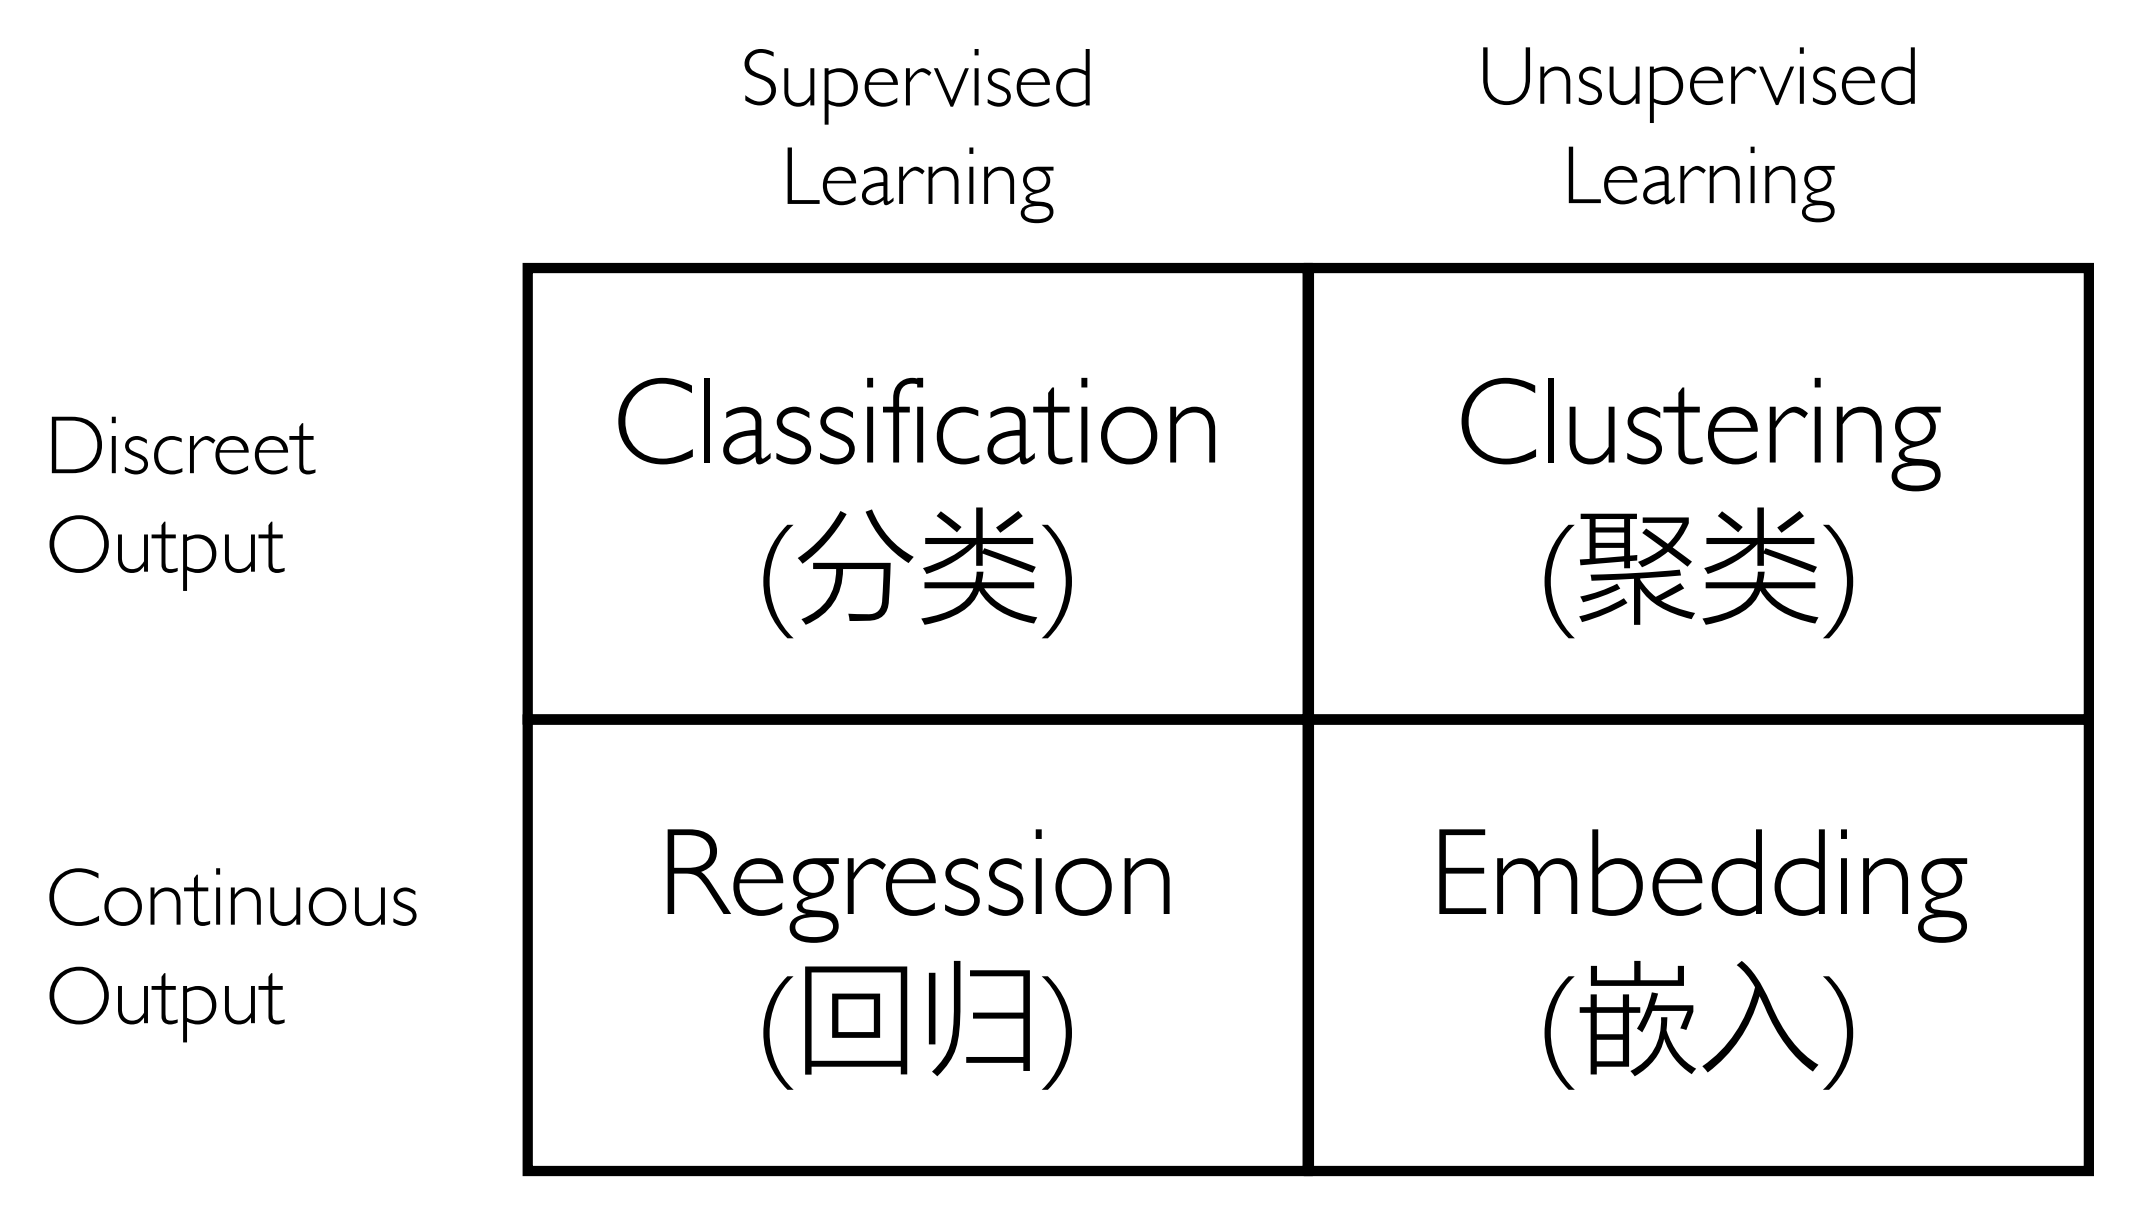 Supervised
Learning
Unsupervised
Learning
Discreet
Output
Classification
(分类)
Clustering
(聚类)
Continuous
Output
Regression
(回归)
Embedding
(嵌入)